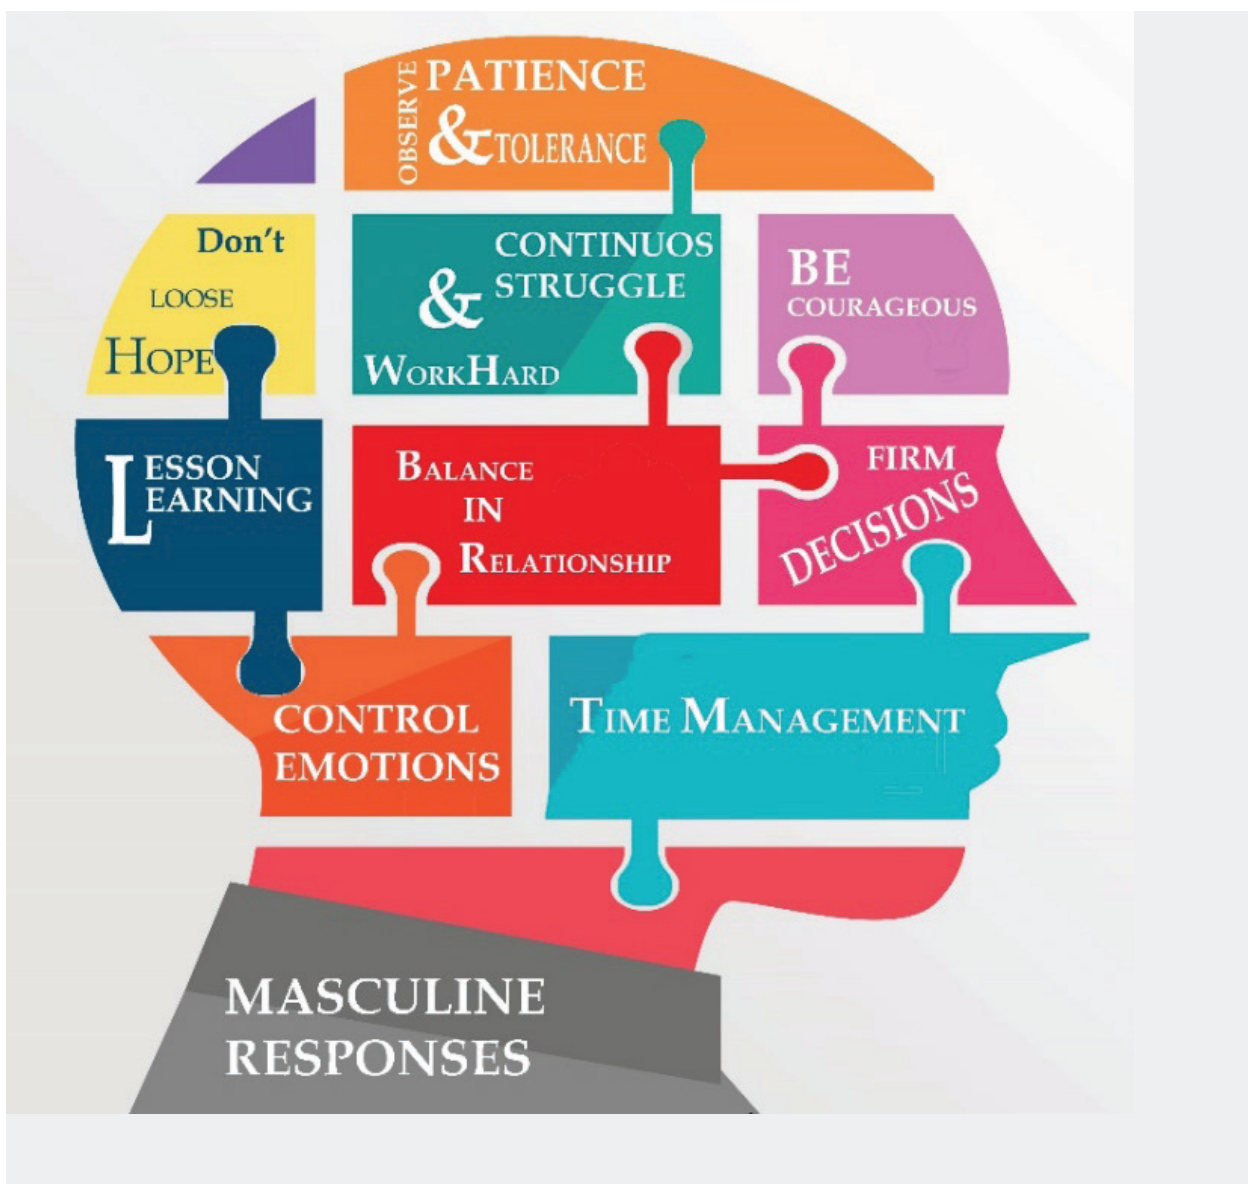 OBSERVE
PATIENCE
& TOLERANCE
Don't
LOOSE
HOPE
CONTINUOS
& STRUGGLE
WORKHARD
BE
COURAGEOUS
LESSON
LEARNING
BALANCE
IN
RELATIONSHIP
FIRM
DECISIONS
CONTROL
EMOTIONS
TIME MANAGEMENT
MASCULINE
RESPONSES